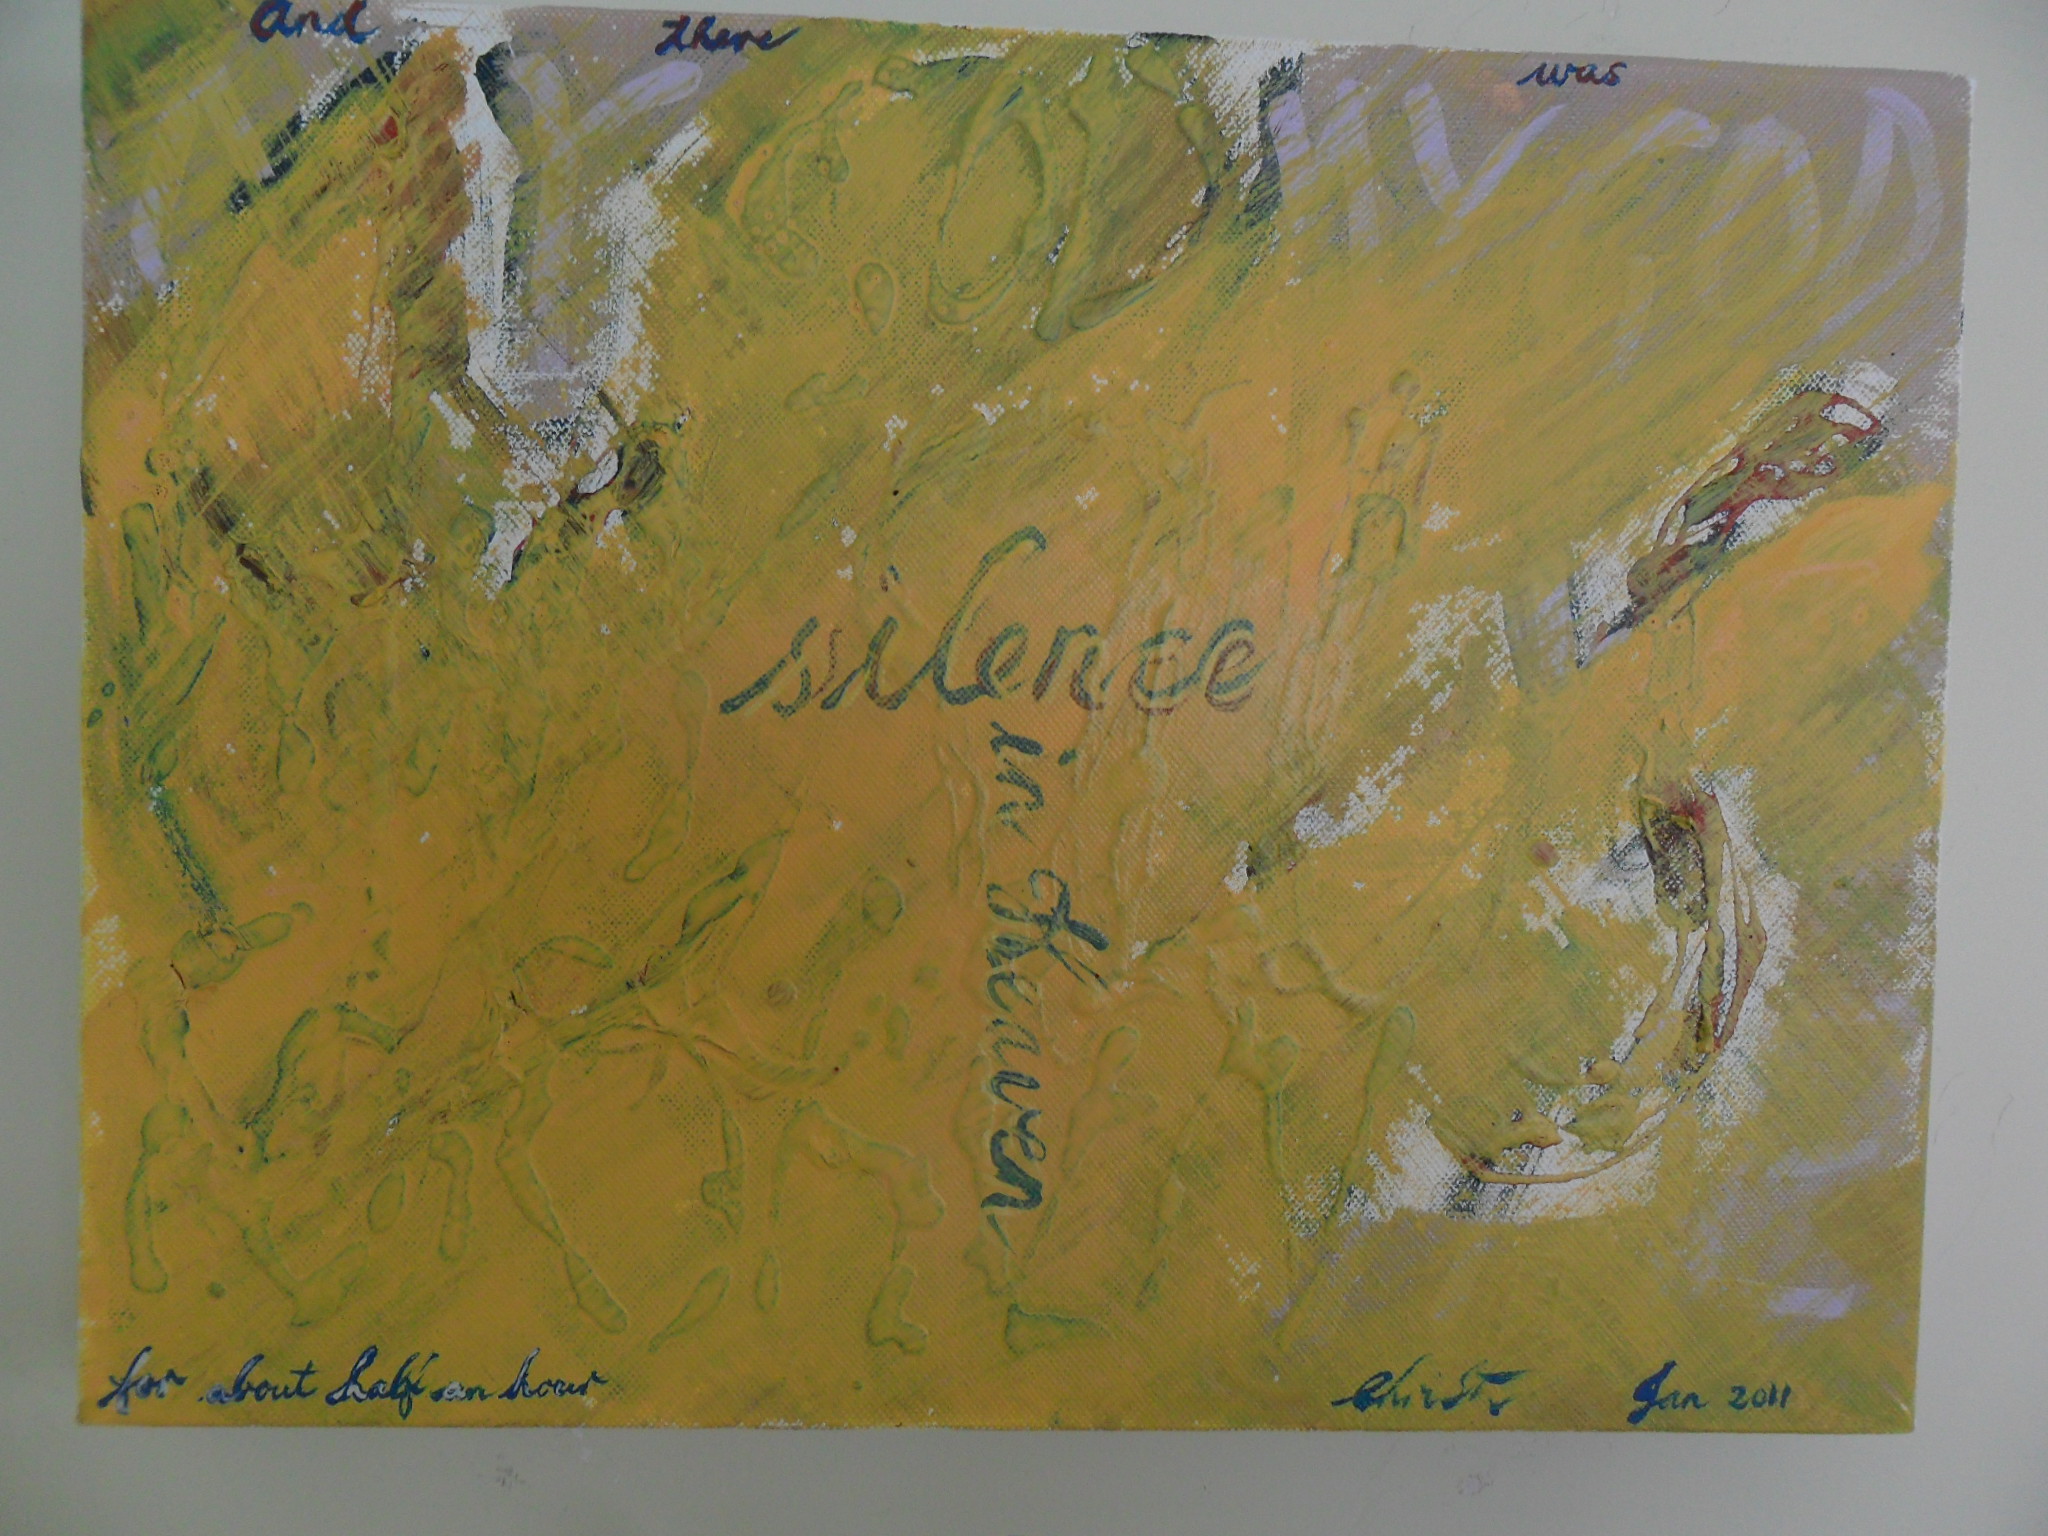 And there was
silence
in Heaven
for about half an hour
Jan 2011